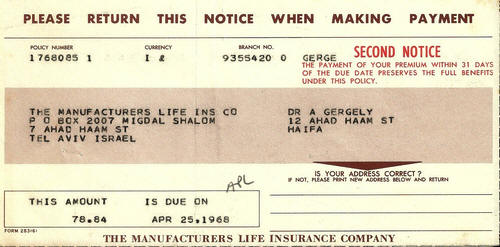 PLEASE RETURN THIS NOTICE WHEN MAKING PAYMENT
POLICY NUMBER CURRENCY BRANCH NO.
1768085 1 I £ 9355420 0 GERGE
SECOND NOTICE
THE PAYMENT OF YOUR PREMIUM WITHIN 31 DAYS
OF THE DUE DATE PRESERVES THE FULL BENEFITS
UNDER THIS POLICY.
THE MANUFACTURERS LIFE INS CO
P O BOX 2007 MIGDAL SHALOM
7 AHAD HAAM ST
TEL AVIV ISRAEL
DR A GERGELY
12 AHAD HAAM ST
HAIFA
IS YOUR ADDRESS CORRECT ?
IF NOT, PLEASE PRINT NEW ADDRESS BELOW AND RETURN
THIS AMOUNT IS DUE ON
78.84 APR 25,1968
FORM 283(6)
THE MANUFACTURERS LIFE INSURANCE COMPANY